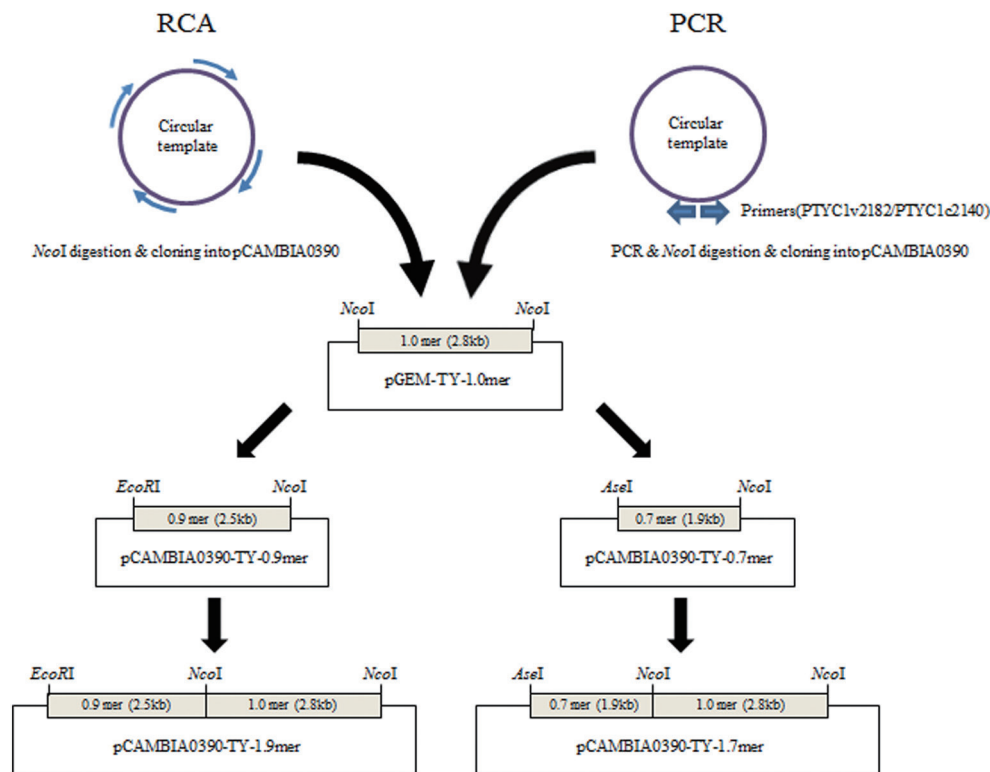 RCA
PCR
Circular
template
Circular
template
Primers(PTYC1v2182/PTYC1c2140)
NcoI digestion & cloning into pCAMBIA0390
PCR & NcoI digestion & cloning into pCAMBIA0390
NcoI
NcoI
1.0 mer (2.8kb)
pGEM-TY-1.0mer
EcoRI
NcoI
0.9 mer (2.5kb)
pCAMBIA0390-TY-0.9mer
AseI
NcoI
0.7 mer (1.9kb)
pCAMBIA0390-TY-0.7mer
EcoRI
NcoI
NcoI
0.9 mer (2.5kb)
1.0 mer (2.8kb)
pCAMBIA0390-TY-1.9mer
AseI
NcoI
NcoI
0.7 mer (1.9kb)
1.0 mer (2.8kb)
pCAMBIA0390-TY-1.7mer